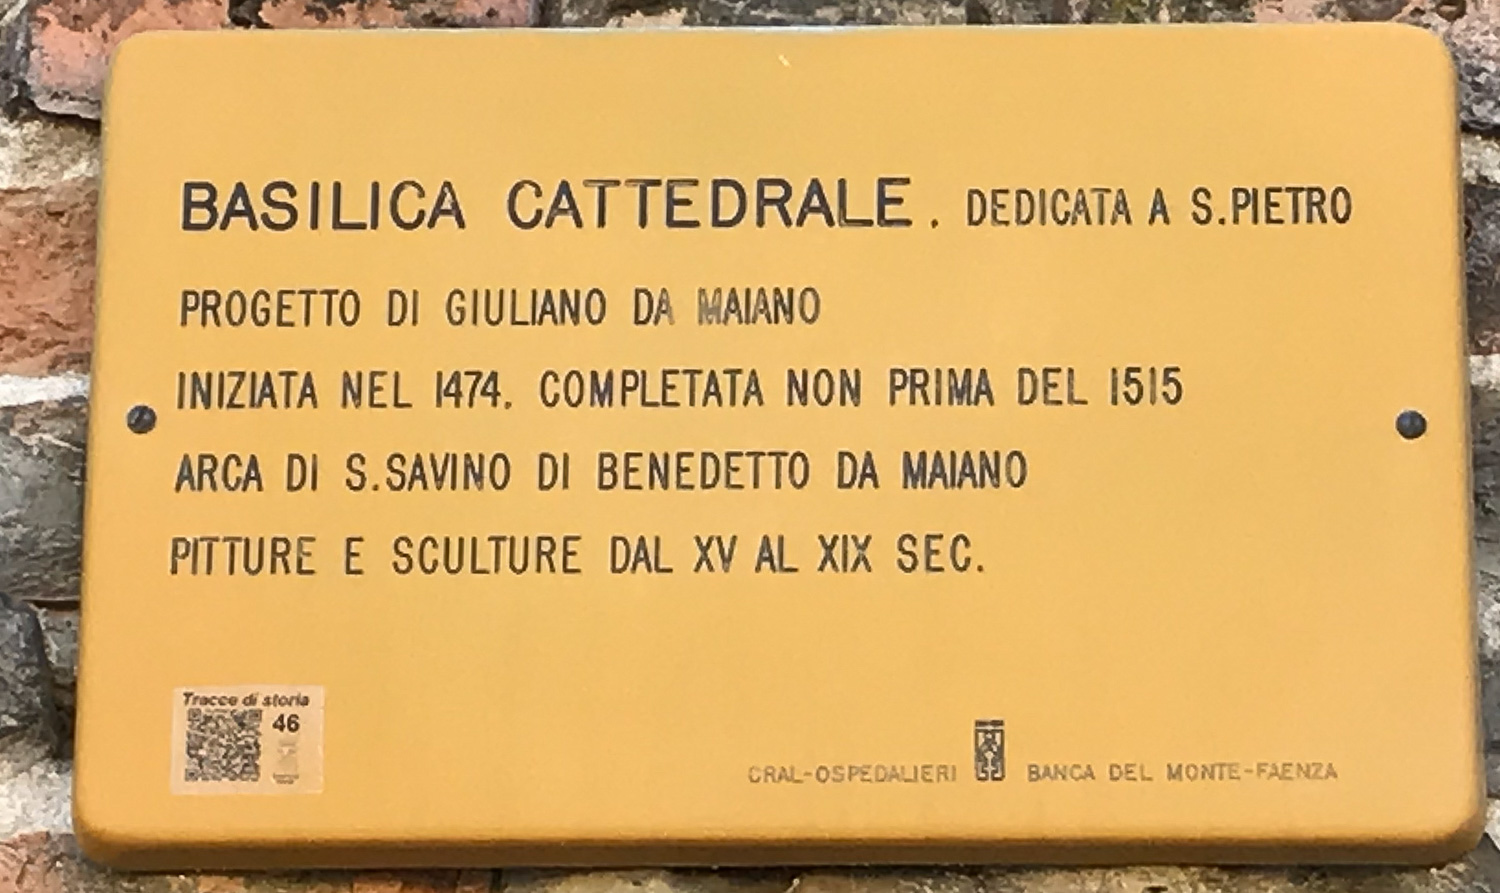 BASILICA CATTEDRALE. DEDICATA A S.PIETRO
PROGETTO DI GIULIANO DA MAIANO
INIZIATA NEL 1474. COMPLETATA NON PRIMA DEL 1515
ARCA DI S.SAVINO DI BENEDETTO DA MAIANO
PITTURE E SCULTURE DAL XV AL XIX SEC.
Tracce di storia
46
CRAL-OSPEDALIERI BANCA DEL MONTE-FAENZA